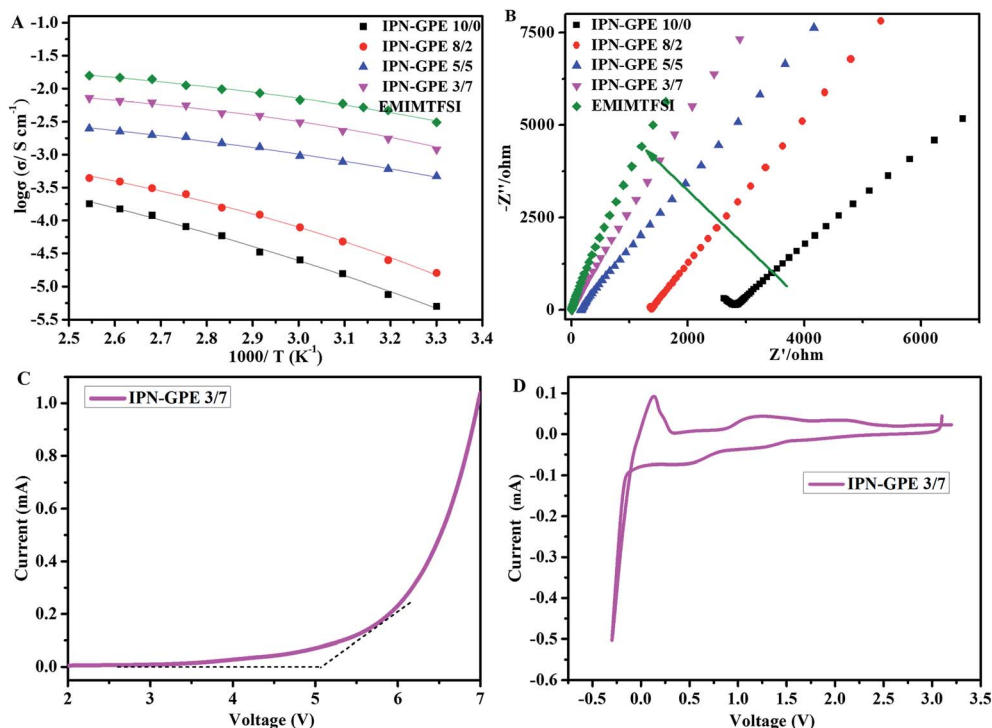 A
IPN-GPE 10/0
IPN-GPE 8/2
IPN-GPE 5/5
IPN-GPE 3/7
EMIMTFSI
-1.0
-1.5
-2.0
-2.5
-3.0
-3.5
-4.0
-4.5
-5.0
-5.5
logσ (σ/ S cm⁻¹)
2.5 2.6 2.7 2.8 2.9 3.0 3.1 3.2 3.3 3.4
1000/ T (K⁻¹)
B
IPN-GPE 10/0
IPN-GPE 8/2
IPN-GPE 5/5
IPN-GPE 3/7
EMIMTFSI
7500
5000
2500
0
-Z''/ohm
0 2000 4000 6000
Z'/ohm
C
IPN-GPE 3/7
1.0
0.8
0.6
0.4
0.2
0.0
Current (mA)
2 3 4 5 6 7
Voltage (V)
D
IPN-GPE 3/7
0.1
0.0
-0.1
-0.2
-0.3
-0.4
-0.5
-0.6
Current (mA)
-0.5 0.0 0.5 1.0 1.5 2.0 2.5 3.0 3.5
Voltage (V)